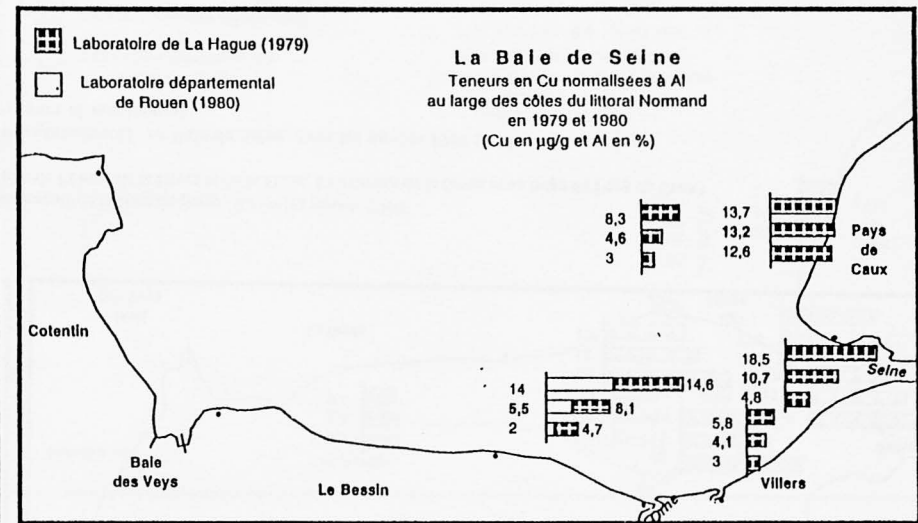 Laboratoire de La Hague (1979)
Laboratoire départemental
de Rouen (1980)
La Baie de Seine
Teneurs en Cu normalisées à Al
au large des côtes du littoral Normand
en 1979 et 1980
(Cu en µg/g et Al en %)
8,3
4,6
3
13,7
13,2
12,6
Pays
de
Caux
Cotentin
18,5
10,7
4,8
Seine
14
14,6
5,5
8,1
2
4,7
5,8
4,1
3
Baie
des Veys
Le Bessin
Orne
Villers